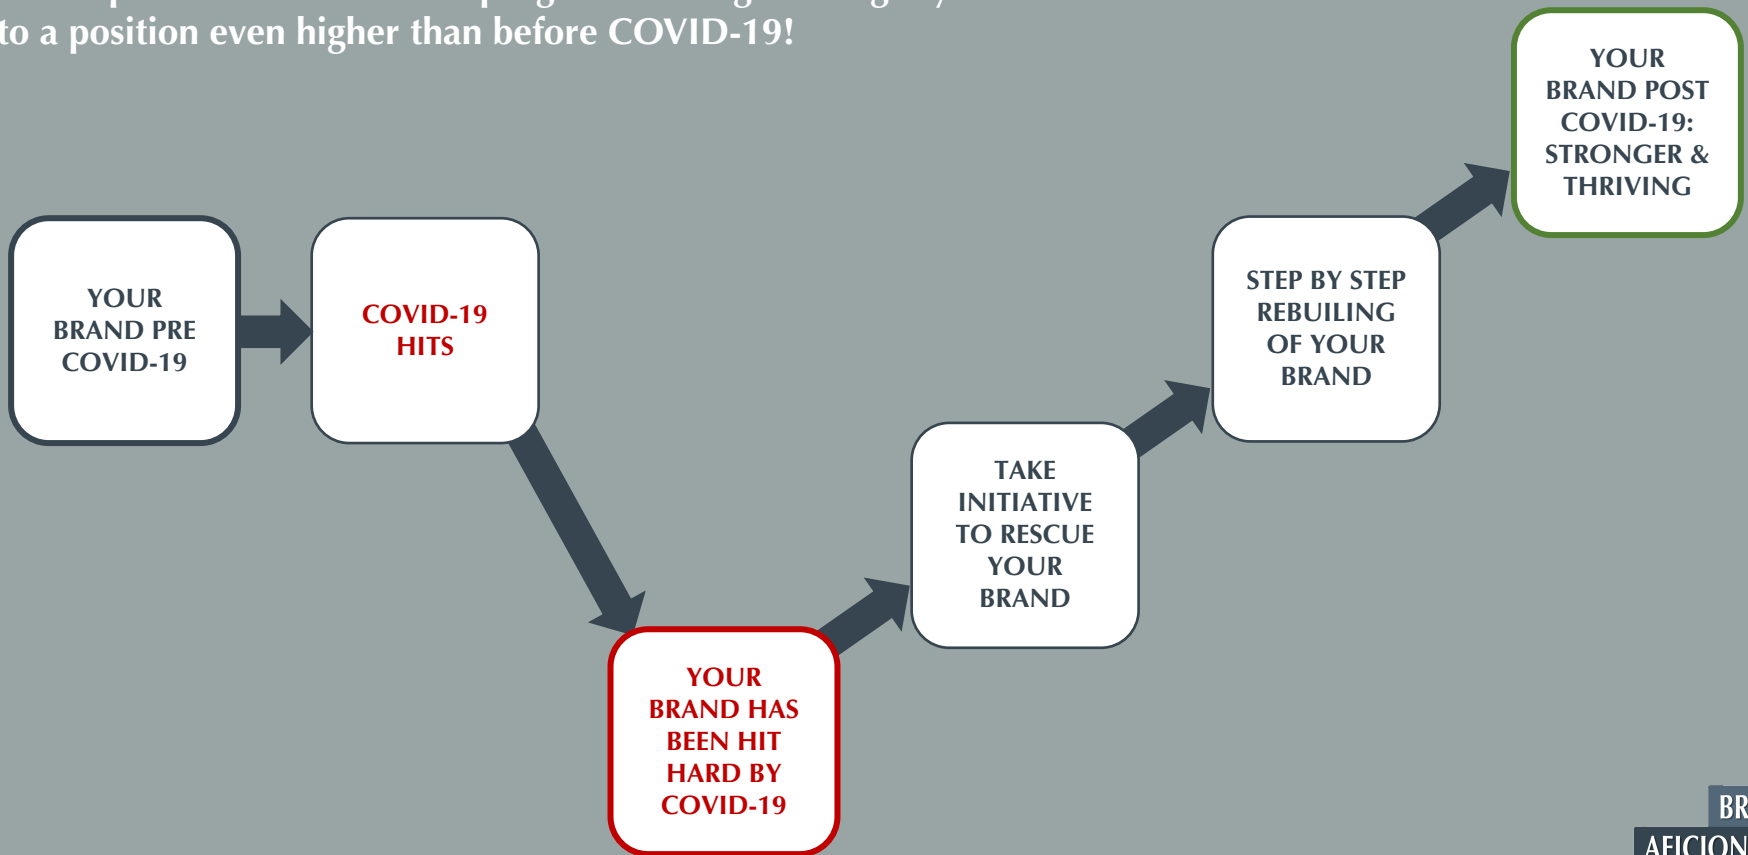 to a position even higher than before COVID-19!
YOUR
BRAND PRE
COVID-19
COVID-19
HITS
YOUR
BRAND HAS
BEEN HIT
HARD BY
COVID-19
TAKE
INITIATIVE
TO RESCUE
YOUR
BRAND
STEP BY STEP
REBUILING
OF YOUR
BRAND
YOUR
BRAND POST
COVID-19:
STRONGER &
THRIVING
BR
AFICION